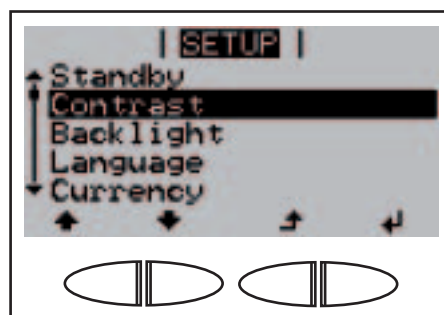 SETUP
Standby
Contrast
Backlight
Language
Currency